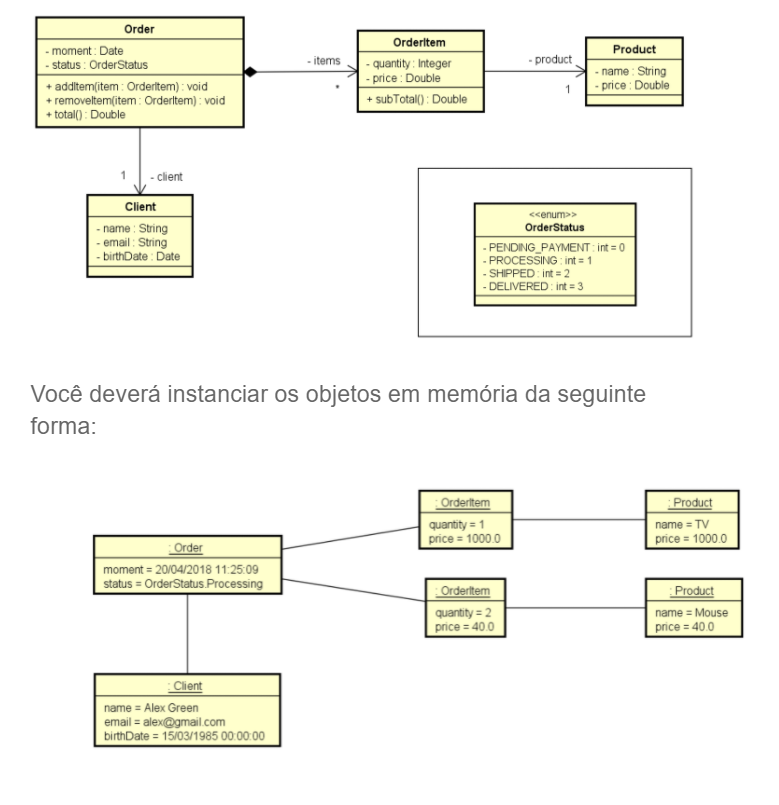 Order
- moment : Date
- status : OrderStatus
+ addItem(item : OrderItem) : void
+ removeItem(item : OrderItem) : void
+ total() : Double
- items
*
OrderItem
- quantity : Integer
- price : Double
+ subTotal() : Double
- product
1
Product
- name : String
- price : Double
1
- client
Client
- name : String
- email : String
- birthDate : Date
<<enum>>
OrderStatus
- PENDING_PAYMENT : int = 0
- PROCESSING : int = 1
- SHIPPED : int = 2
- DELIVERED : int = 3
Você deverá instanciar os objetos em memória da seguinte
forma:
: Order
moment = 20/04/2018 11:25:09
status = OrderStatus.Processing
: OrderItem
quantity = 1
price = 1000.0
: Product
name = TV
price = 1000.0
: OrderItem
quantity = 2
price = 40.0
: Product
name = Mouse
price = 40.0
: Client
name = Alex Green
email = alex@gmail.com
birthDate = 15/03/1985 00:00:00